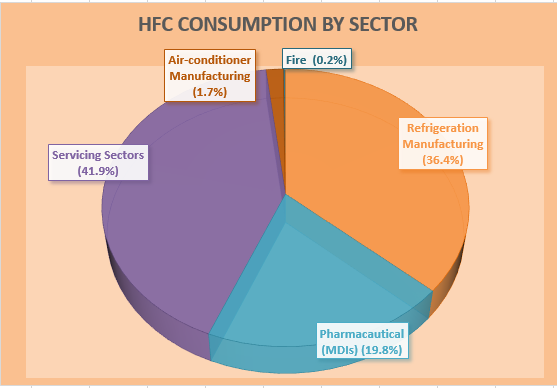 HFC CONSUMPTION BY SECTOR
Air-conditioner
Manufacturing
(1.7%)
Fire (0.2%)
Refrigeration
Manufacturing
(36.4%)
Servicing Sectors
(41.9%)
Pharmacautical
(MDIs) (19.8%)